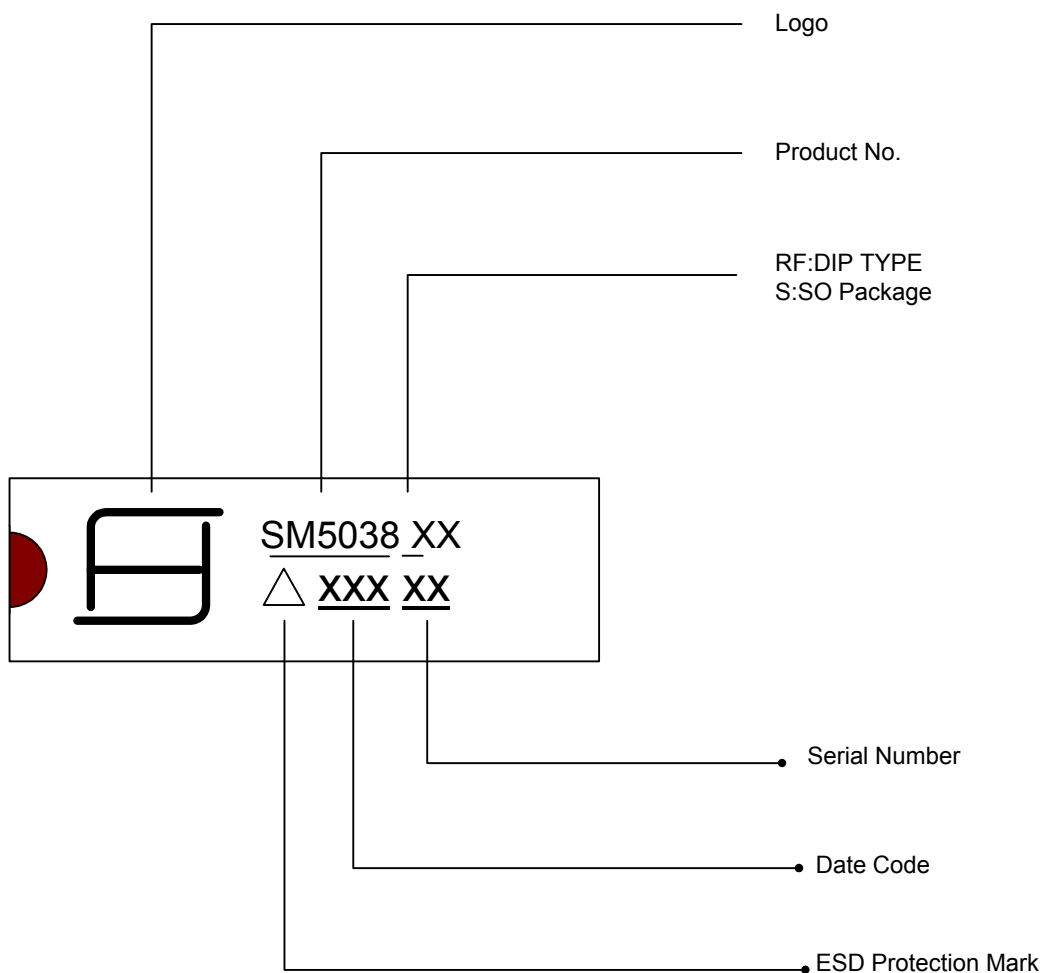 Logo
Product No.
RF:DIP TYPE
S:SO Package
SM5038 XX
XXX XX
Serial Number
Date Code
ESD Protection Mark